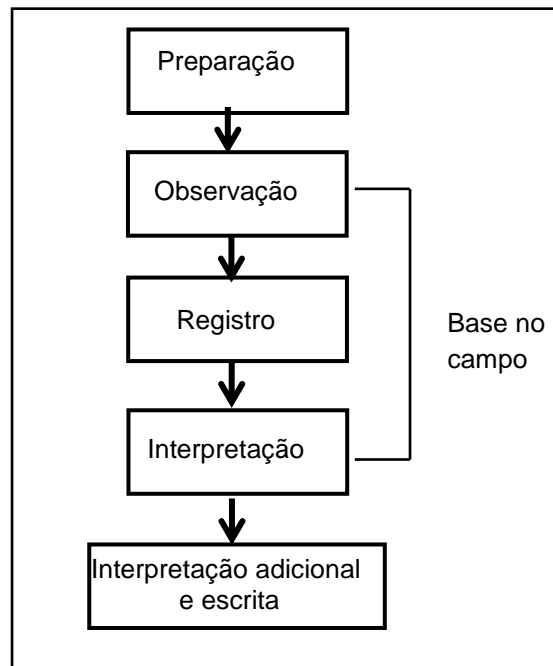 Preparação
Observação
Registro
Base no
campo
Interpretação
Interpretação adicional
e escrita